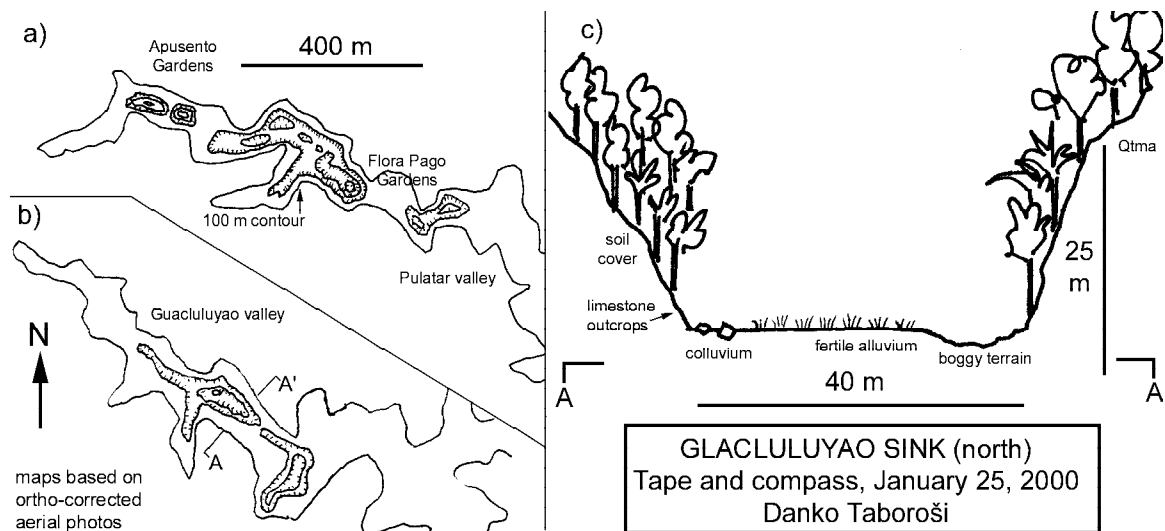 a)
Apusento
Gardens
400 m
Flora Pago
Gardens
100 m contour
Pulatar valley
b)
Guacluluyao valley
N
A'
A
maps based on
ortho-corrected
aerial photos
c)
Qtma
soil
cover
25
m
limestone
outcrops
colluvium
fertile alluvium
boggy terrain
A
40 m
A'
GLACLULUYAO SINK (north)
Tape and compass, January 25, 2000
Danko Taboroši